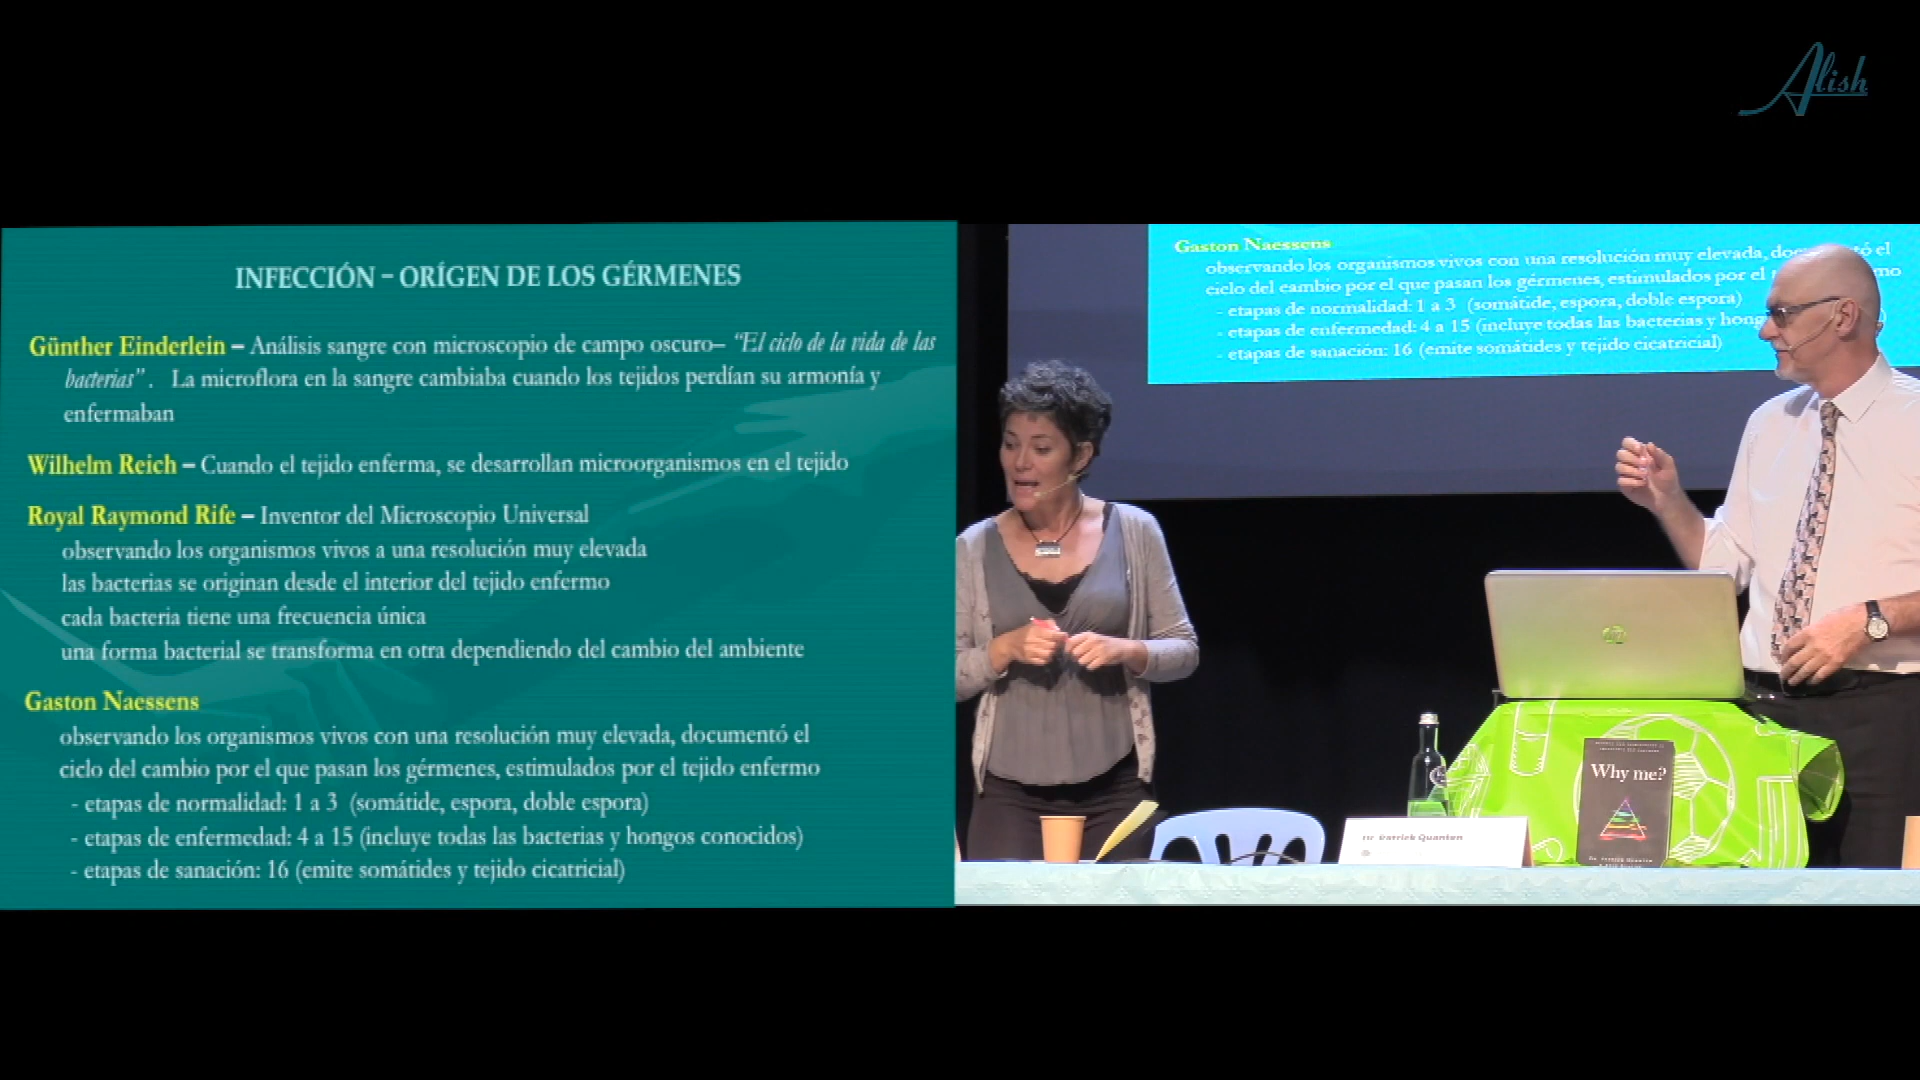 Alish
INFECCIÓN – ORÍGEN DE LOS GÉRMENES
Günther Einderlein – Análisis sangre con microscopio de campo oscuro– “El ciclo de la vida de las
bacterias”. La microflora en la sangre cambiaba cuando los tejidos perdían su armonía y
enfermaban
Wilhelm Reich – Cuando el tejido enferma, se desarrollan microorganismos en el tejido
Royal Raymond Rife – Inventor del Microscopio Universal
observando los organismos vivos a una resolución muy elevada
las bacterias se originan desde el interior del tejido enfermo
cada bacteria tiene una frecuencia única
una forma bacterial se transforma en otra dependiendo del cambio del ambiente
Gaston Naessens
observando los organismos vivos con una resolución muy elevada, documentó el
ciclo del cambio por el que pasan los gérmenes, estimulados por el tejido enfermo
- etapas de normalidad: 1 a 3 (somátide, espora, doble espora)
- etapas de enfermedad: 4 a 15 (incluye todas las bacterias y hongos conocidos)
- etapas de sanación: 16 (emite somátides y tejido cicatricial)
Gaston Naessens
observando los organismos vivos con una resolución muy elevada, el
ciclo del cambio por el que pasan los gérmenes, estimulados por el
- etapas de normalidad: 1 a 3 (somátide, espora, doble espora)
- etapas de enfermedad: 4 a 15 (incluye todas las bacterias y
- etapas de sanación: 16 (emite somátides y tejido cicatricial)
hp
Why me?
Patrick Quanten